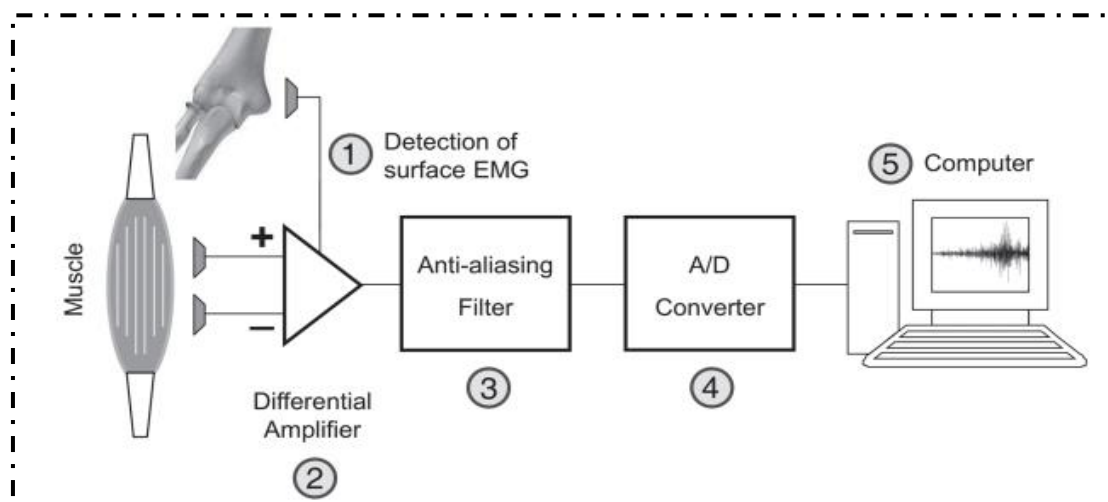 1 Detection of
surface EMG
5 Computer
Muscle
+
−
Anti-aliasing
Filter
A/D
Converter
3
4
Differential
Amplifier
2